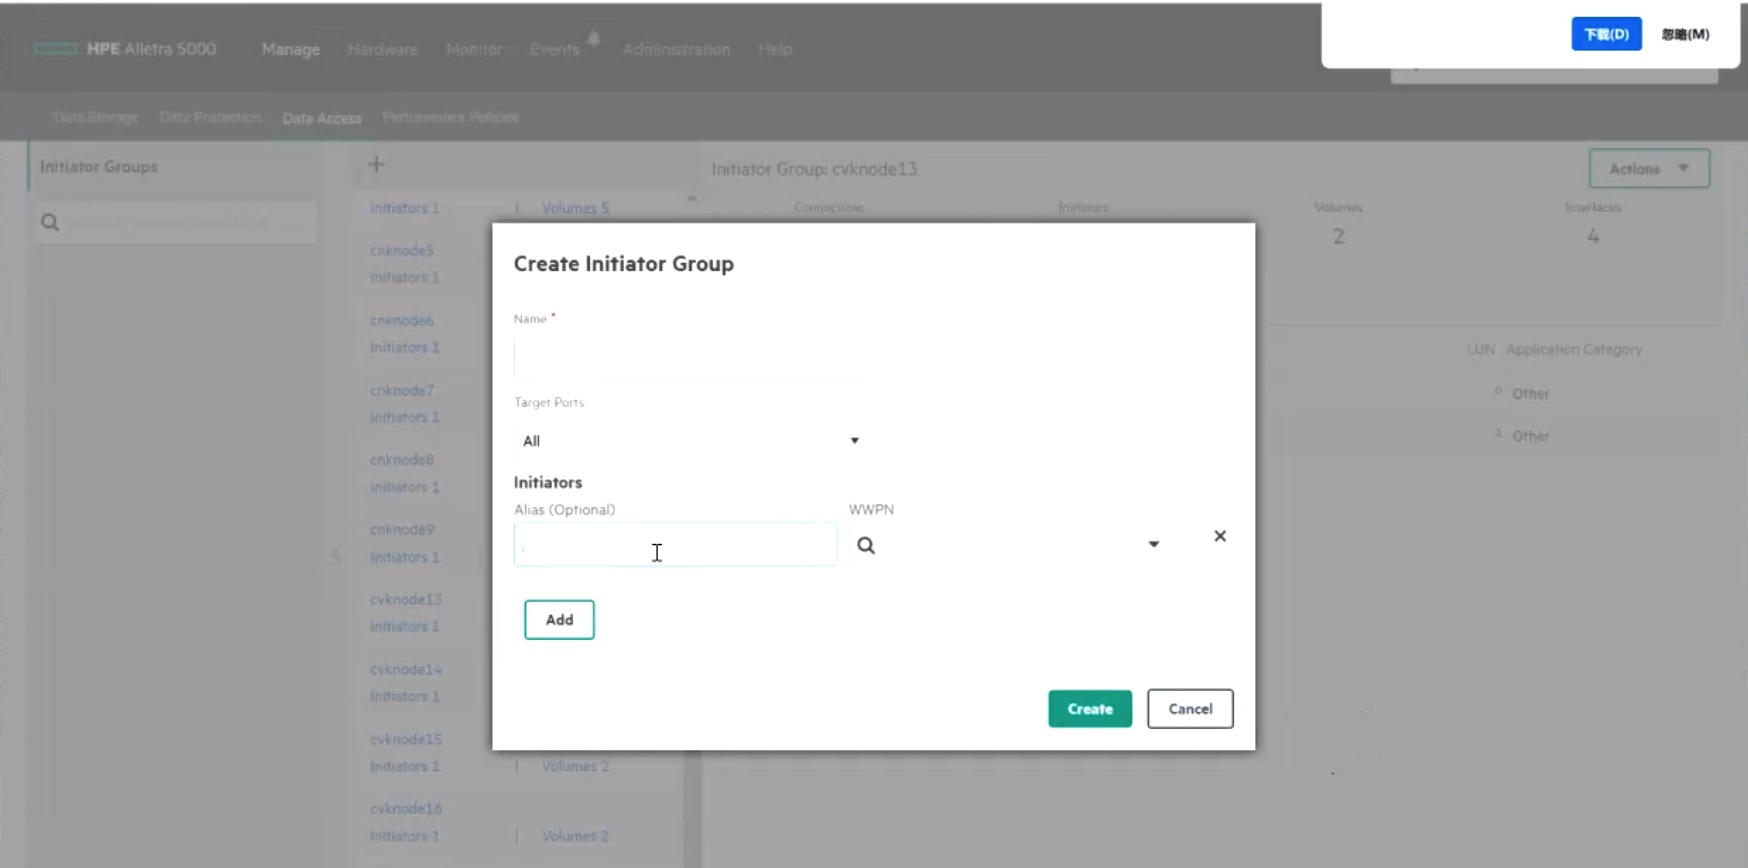 下载(D) 忽略(M)
HPE Alletra 5000 Manage Hardware Monitor Events Administration Help
Data Storage Data Protection Data Access Performance Policies
Initiator Groups
Initiator Group: cvknode13
Actions
Initiators 1 | Volumes 5
Connections Initiators Volumes Interfaces
2 4
cnknode5
Initiators 1
cnknode6
Initiators 1
cnknode7
Initiators 1
cnknode8
Initiators 1
cnknode9
Initiators 1
cvknode13
Initiators 1
cvknode14
Initiators 1
cvknode15
Initiators 1 | Volumes 2
cvknode16
Initiators 1 | Volumes 2
Create Initiator Group
Name *
Target Ports
All
Initiators
Alias (Optional) WWPN
Add
Create Cancel
LUN Application Category
0 Other
1 Other